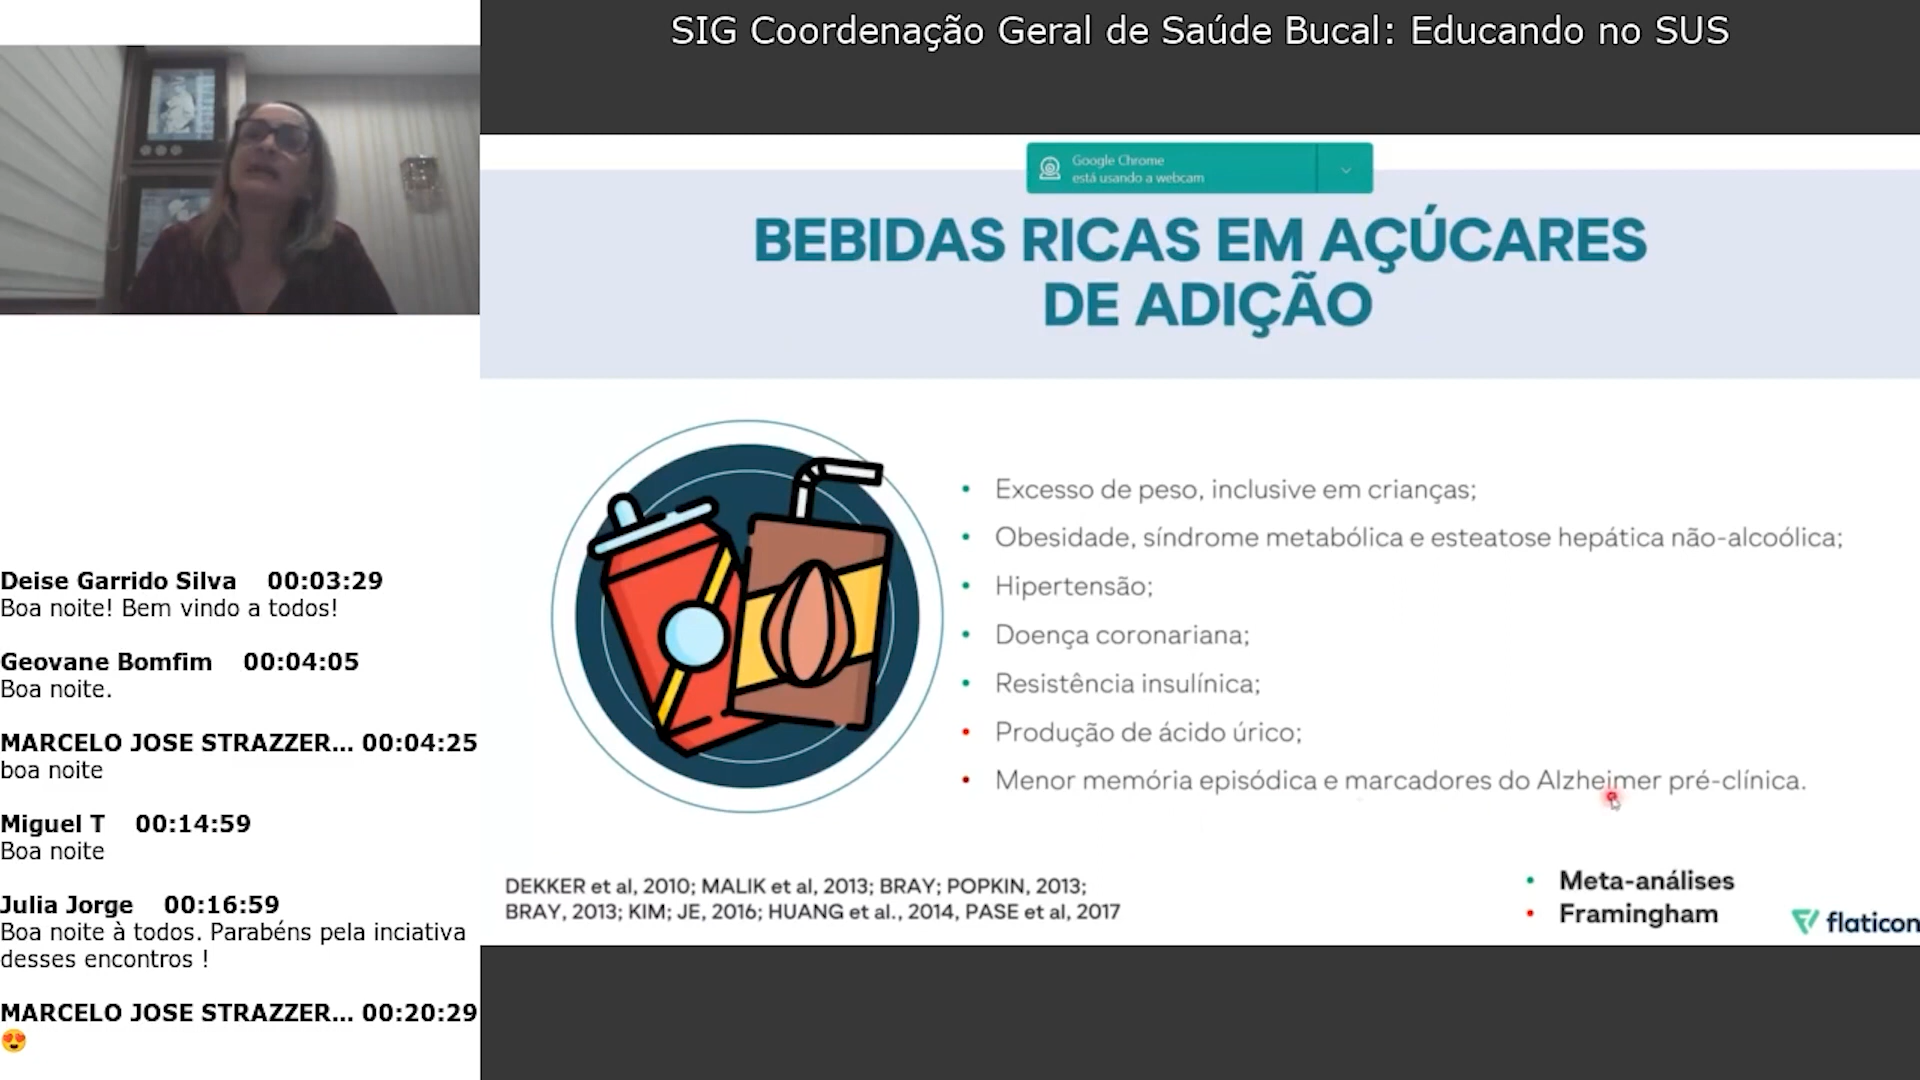 SIG Coordenação Geral de Saúde Bucal: Educando no SUS
Google Chrome
está usando a webcam
BEBIDAS RICAS EM AÇÚCARES
DE ADIÇÃO
• Excesso de peso, inclusive em crianças;
• Obesidade, síndrome metabólica e esteatose hepática não-alcoólica;
• Hipertensão;
• Doença coronariana;
• Resistência insulínica;
• Produção de ácido úrico;
• Menor memória episódica e marcadores do Alzheimer pré-clínica.
DEKKER et al, 2010; MALIK et al, 2013; BRAY; POPKIN, 2013;
BRAY, 2013; KIM; JE, 2016; HUANG et al., 2014, PASE et al, 2017
• Meta-análises
• Framingham
flaticon
Deise Garrido Silva 00:03:29
Boa noite! Bem vindo a todos!
Geovane Bomfim 00:04:05
Boa noite.
MARCELO JOSE STRAZZER... 00:04:25
boa noite
Miguel T 00:14:59
Boa noite
Julia Jorge 00:16:59
Boa noite à todos. Parabéns pela inciativa
desses encontros !
MARCELO JOSE STRAZZER... 00:20:29
😍